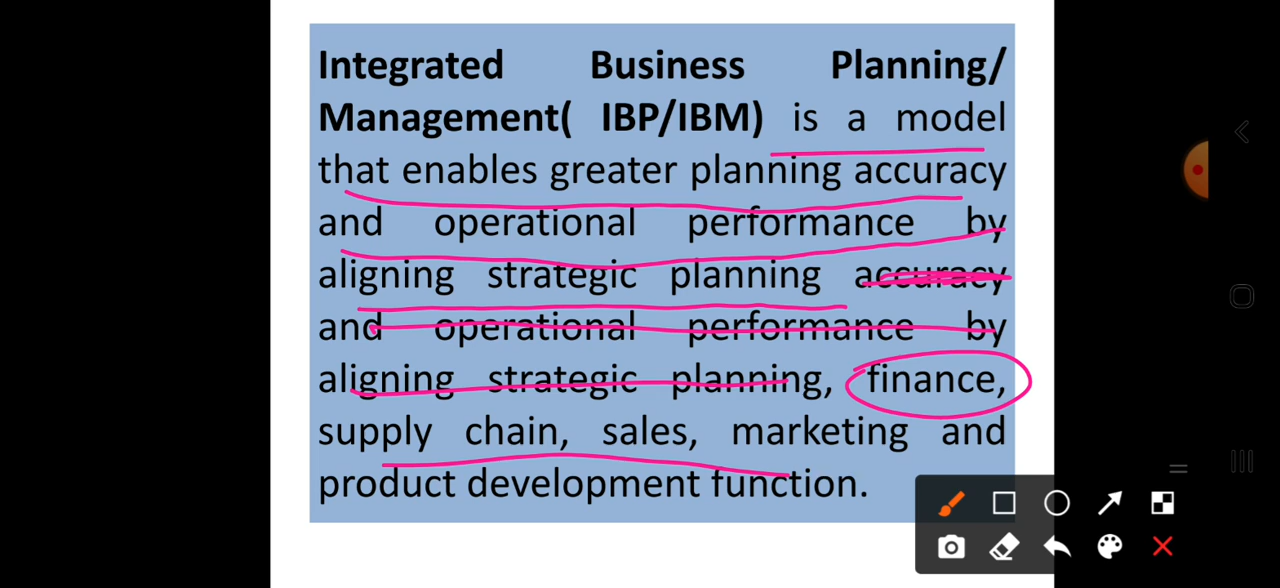 Integrated Business Planning/
Management( IBP/IBM) is a model
that enables greater planning accuracy
and operational performance by
aligning strategic planning accuracy
and operational performance by
aligning strategic planning, finance,
supply chain, sales, marketing and
product development function.